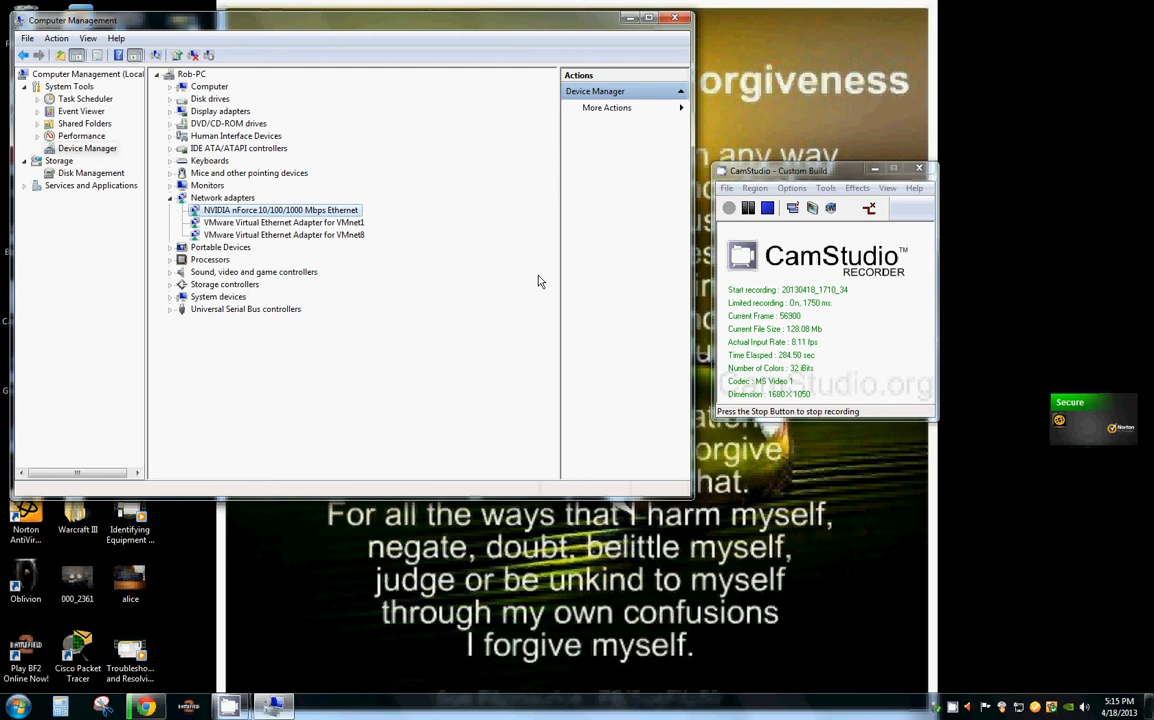 Computer Management
File Action View Help
Computer Management (Local
System Tools
Task Scheduler
Event Viewer
Shared Folders
Performance
Device Manager
Storage
Disk Management
Services and Applications
Rob-PC
Computer
Disk drives
Display adapters
DVD/CD-ROM drives
Human Interface Devices
IDE ATA/ATAPI controllers
Keyboards
Mice and other pointing devices
Monitors
Network adapters
NVIDIA nForce 10/100/1000 Mbps Ethernet
VMware Virtual Ethernet Adapter for VMnet1
VMware Virtual Ethernet Adapter for VMnet8
Portable Devices
Processors
Sound, video and game controllers
Storage controllers
System devices
Universal Serial Bus controllers
Actions
Device Manager
More Actions
orgiveness
n any way
CamStudio - Custom Build
File Region Options Tools Effects View Help
CamStudio™
RECORDER
Start recording : 20130418_1710_34
Limited recording : On, 1750 ms.
Current Frame : 56900
Current File Size : 128.08 Mb
Actual Input Rate : 8.11 fps
Time Elasped : 284.50 sec
Number of Colors : 32 iBits
Codec : MS Video 1
Dimension : 1680 X 1050
CamStudio.org
Press the Stop Button to stop recording
Secure
Norton
orgive
hat.
For all the ways that I harm myself,
negate, doubt, belittle myself,
judge or be unkind to myself
through my own confusions
I forgive myself.
Norton
AntiVir...
Warcraft III
Identifying
Equipment ...
Oblivion
000_2361
alice
Play BF2
Online Now!
Cisco Packet
Tracer
Troublesho...
and Resolvi...
5:15 PM
4/18/2013